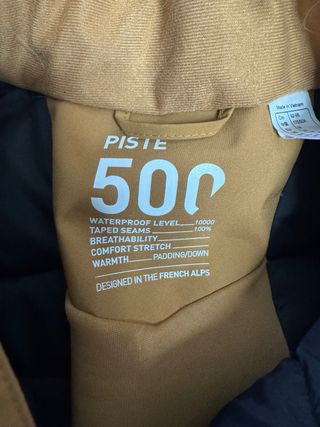 PISTE
500
WATERPROOF LEVEL.....10000
TAPED SEAMS...............100%
BREATHABILITY
COMFORT STRETCH
WARMTH............PADDING/DOWN
DESIGNED IN THE FRENCH ALPS
Made in Vietnam